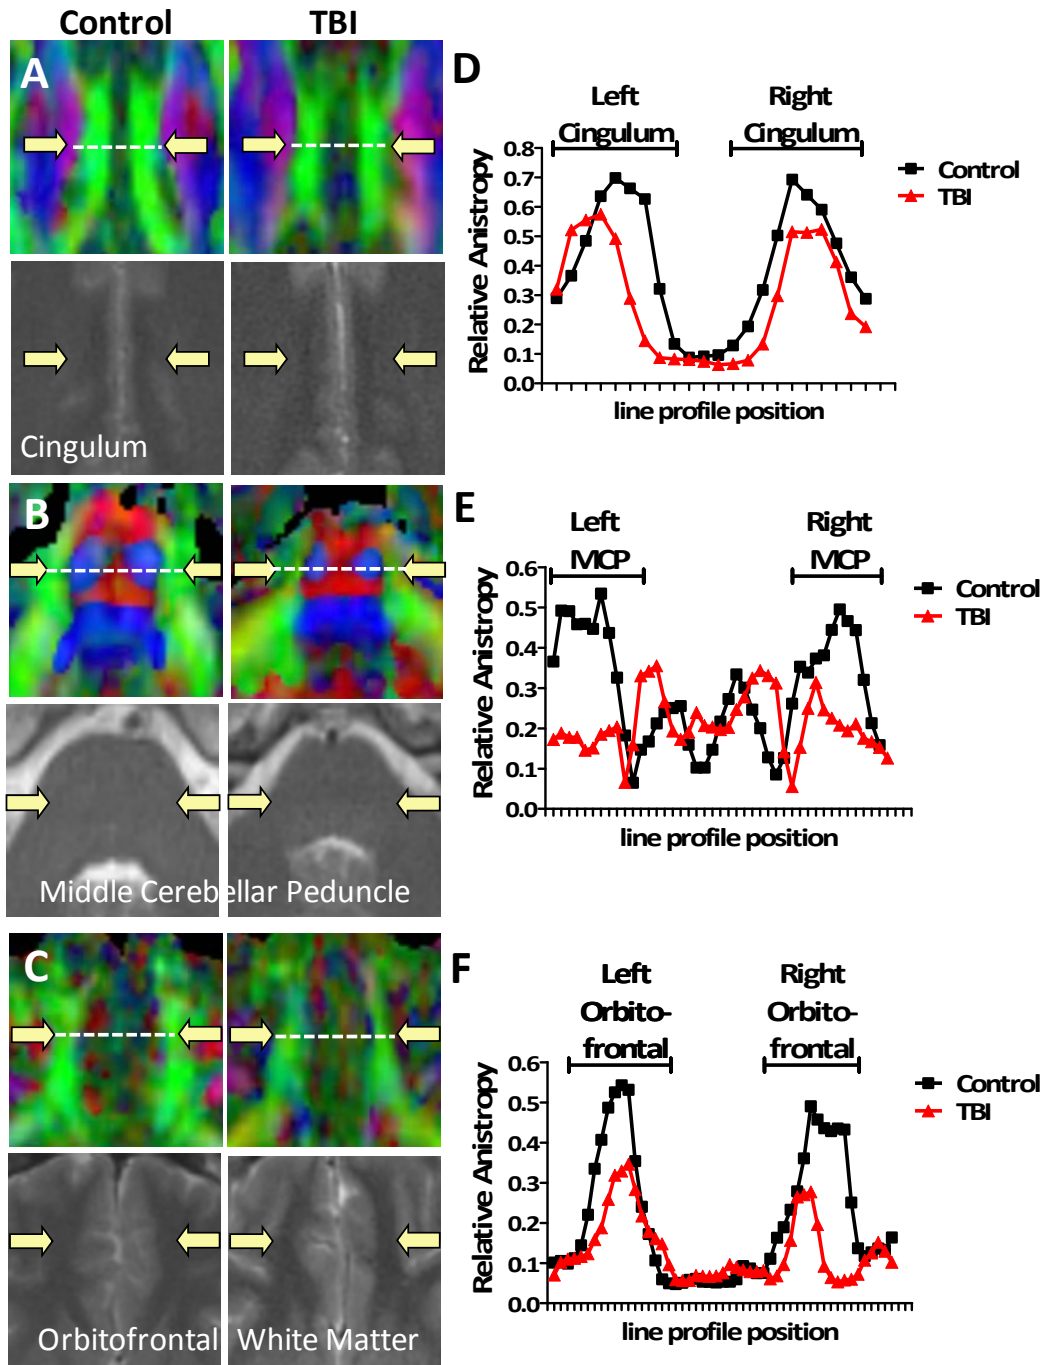 Control TBI
A
Cingulum
B
Middle Cerebellar Peduncle
C
Orbitofrontal White Matter
D
Left Right
Cingulum Cingulum
Relative Anistropy
0.8
0.7
0.6
0.5
0.4
0.3
0.2
0.1
0.0
line profile position
Control
TBI
E
Left Right
MCP MCP
Relative Anistropy
0.6
0.5
0.4
0.3
0.2
0.1
0.0
line profile position
Control
TBI
F
Left Right
Orbito- Orbito-
frontal frontal
Relative Anistropy
0.6
0.5
0.4
0.3
0.2
0.1
0.0
line profile position
Control
TBI